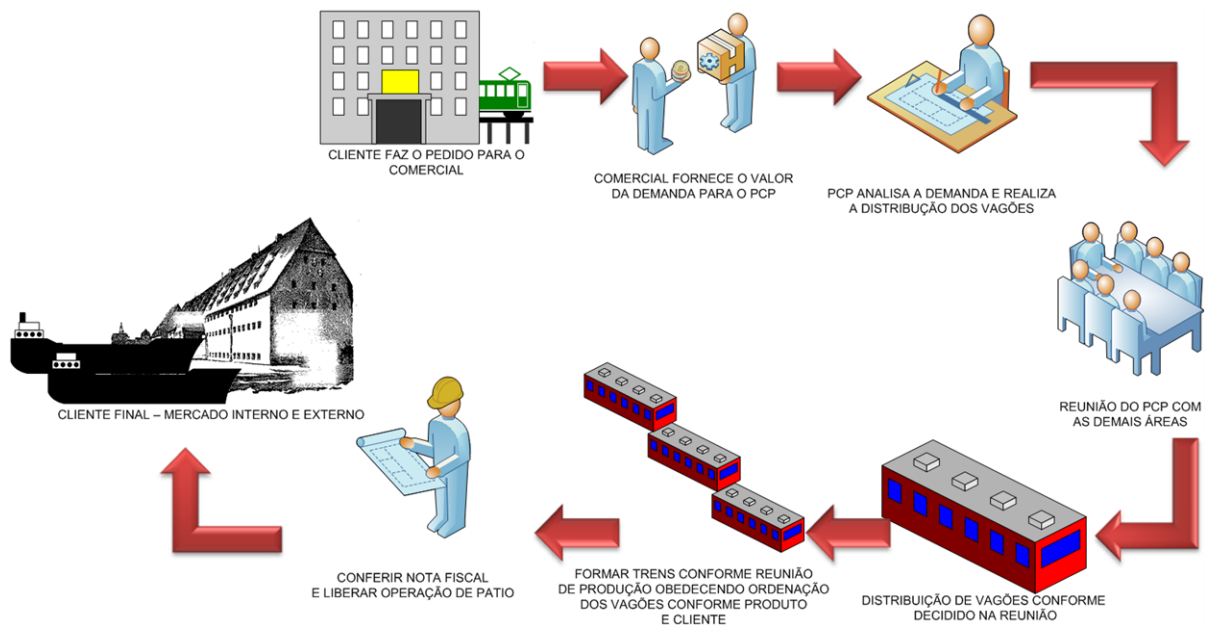 CLIENTE FAZ O PEDIDO PARA O
COMERCIAL
COMERCIAL FORNECE O VALOR
DA DEMANDA PARA O PCP
PCP ANALISA A DEMANDA E REALIZA
A DISTRIBUIÇÃO DOS VAGÕES
REUNIÃO DO PCP COM
AS DEMAIS ÁREAS
DISTRIBUIÇÃO DE VAGÕES CONFORME
DECIDIDO NA REUNIÃO
FORMAR TRENS CONFORME REUNIÃO
DE PRODUÇÃO OBEDECENDO ORDENAÇÃO
DOS VAGÕES CONFORME PRODUTO
E CLIENTE
CONFERIR NOTA FISCAL
E LIBERAR OPERAÇÃO DE PATIO
CLIENTE FINAL – MERCADO INTERNO E EXTERNO